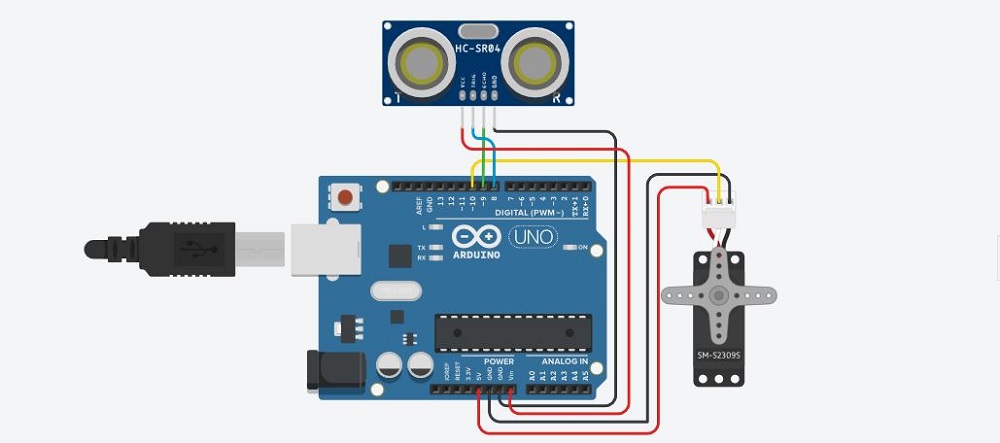 HC-SR04
VCC
TRIG
ECHO
GND
T
R
AREF
GND
13
12
~11
~10
~9
8
7
~6
~5
4
~3
2
TX→1
RX←0
DIGITAL (PWM~)
L
TX
RX
ARDUINO
UNO
ON
POWER
ANALOG IN
IOREF
RESET
3.3V
5V
GND
GND
Vin
A0
A1
A2
A3
A4
A5
SM-S2309S